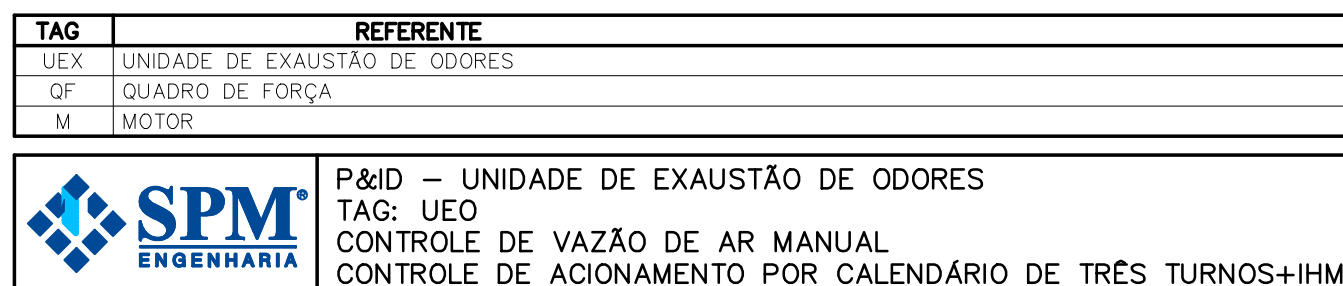 TAG REFERENTE
UEX UNIDADE DE EXAUSTÃO DE ODORES
QF QUADRO DE FORÇA
M MOTOR
SPM®
ENGENHARIA
P&ID – UNIDADE DE EXAUSTÃO DE ODORES
TAG: UEO
CONTROLE DE VAZÃO DE AR MANUAL
CONTROLE DE ACIONAMENTO POR CALENDÁRIO DE TRÊS TURNOS+IHM